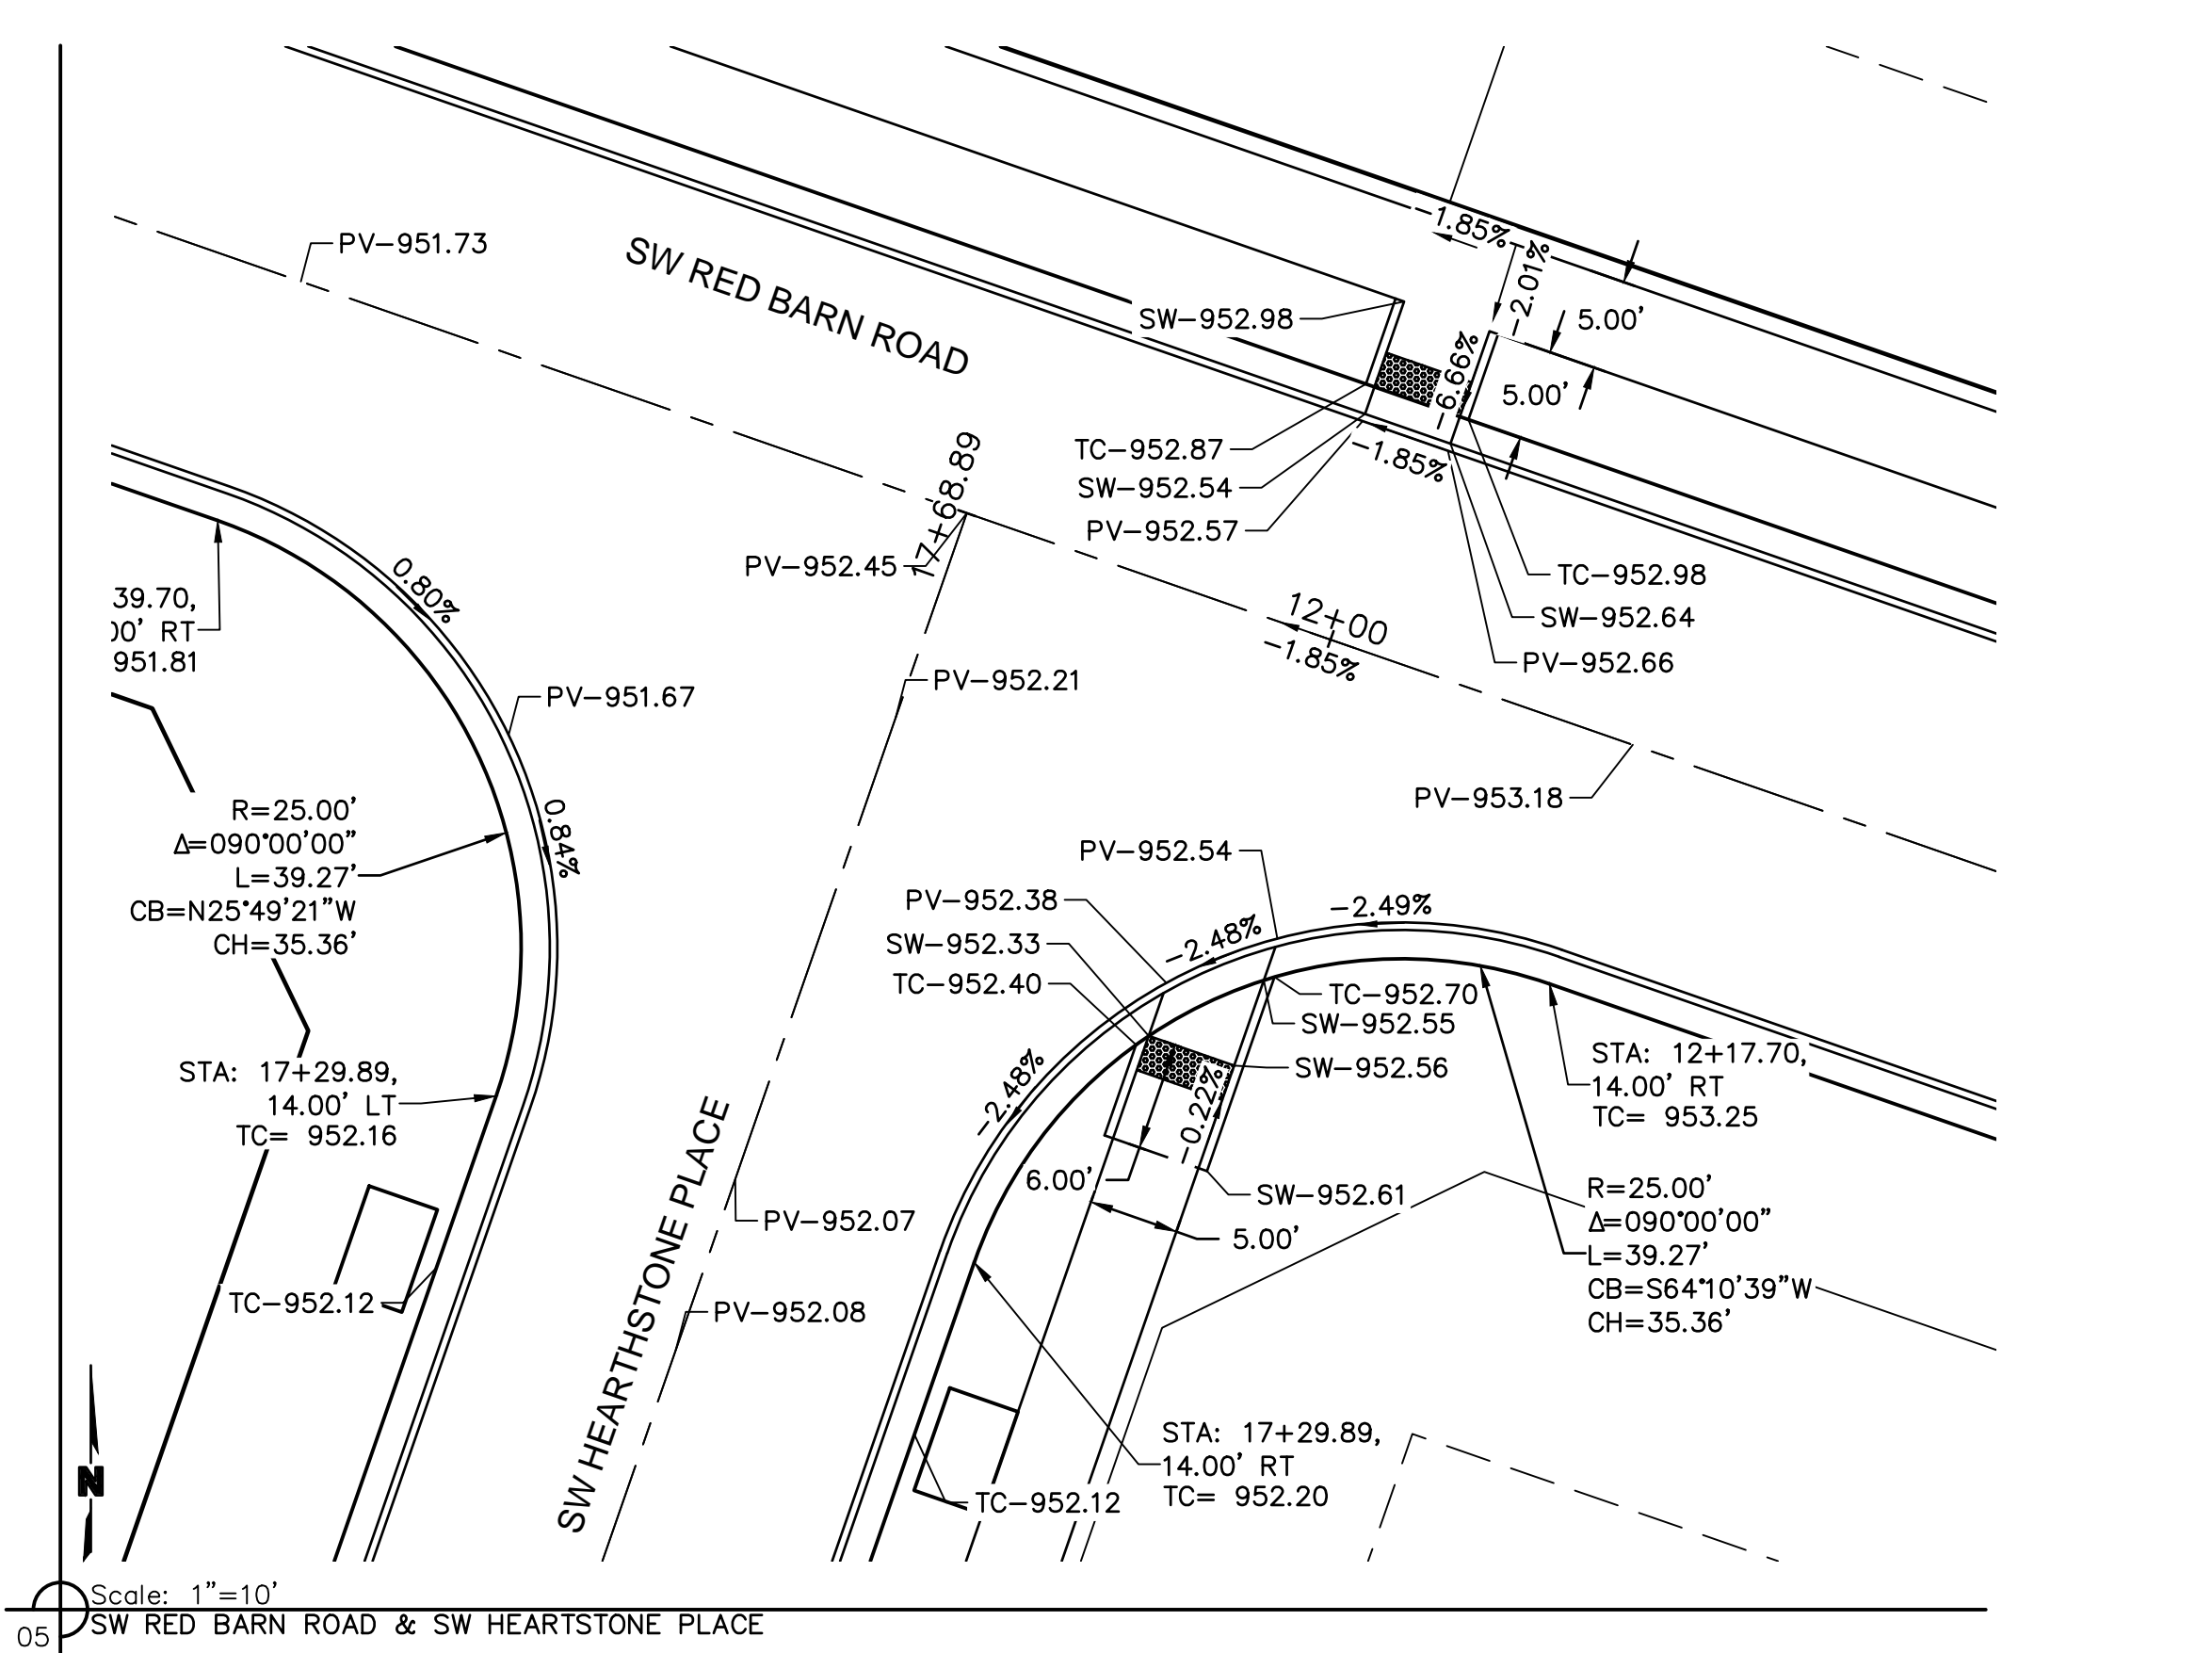 PV-951.73
SW RED BARN ROAD
-1.85%
-2.01%
5.00'
SW-952.98
-6.66%
5.00'
TC-952.87
SW-952.54
PV-952.57
-1.85%
17+68.89
PV-952.45
TC-952.98
SW-952.64
PV-952.66
12+00
-1.85%
0.80%
39.70,
00' RT
951.81
PV-951.67
PV-952.21
PV-953.18
R=25.00'
Δ=090°00'00"
L=39.27'
CB=N25°49'21"W
CH=35.36'
0.84%
PV-952.54
PV-952.38
SW-952.33
TC-952.40
-2.48%
-2.49%
TC-952.70
SW-952.55
SW-952.56
-2.48%
-0.22%
STA: 17+29.89,
14.00' LT
TC= 952.16
STA: 12+17.70,
14.00' RT
TC= 953.25
6.00'
SW-952.61
5.00'
R=25.00'
Δ=090°00'00"
L=39.27'
CB=S64°10'39"W
CH=35.36'
PV-952.07
TC-952.12
PV-952.08
SW HEARTHSTONE PLACE
STA: 17+29.89,
14.00' RT
TC= 952.20
TC-952.12
N
Scale: 1"=10'
SW RED BARN ROAD & SW HEARTSTONE PLACE
05